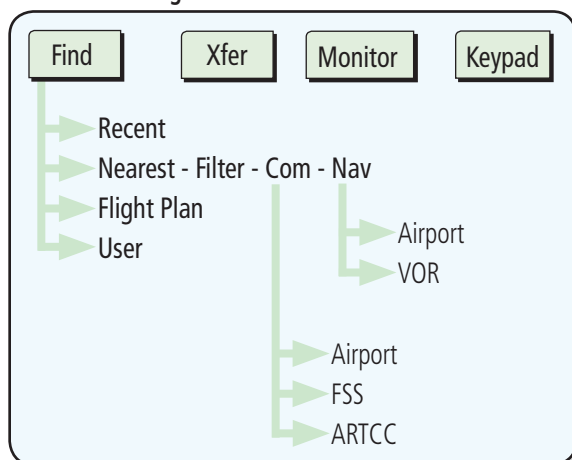 Find Xfer Monitor Keypad
Recent
Nearest - Filter - Com - Nav
Flight Plan
Airport
User
VOR
Airport
FSS
ARTCC